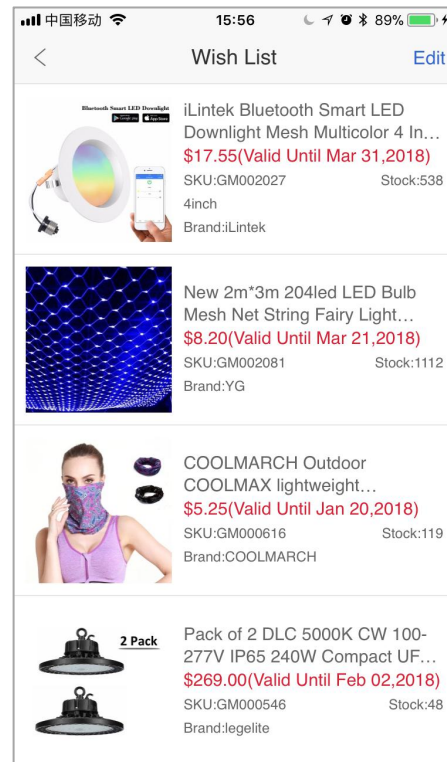 中国移动 15:56 89%
Wish List Edit
Bluetooth Smart LED Downlight
iLintek Bluetooth Smart LED
Downlight Mesh Multicolor 4 In…
$17.55(Valid Until Mar 31,2018)
SKU:GM002027 Stock:538
4inch
Brand:iLintek
New 2m*3m 204led LED Bulb
Mesh Net String Fairy Light…
$8.20(Valid Until Mar 21,2018)
SKU:GM002081 Stock:1112
Brand:YG
COOLMARCH Outdoor
COOLMAX lightweight…
$5.25(Valid Until Jan 20,2018)
SKU:GM000616 Stock:119
Brand:COOLMARCH
2 Pack
Pack of 2 DLC 5000K CW 100-
277V IP65 240W Compact UF…
$269.00(Valid Until Feb 02,2018)
SKU:GM000546 Stock:48
Brand:legelite